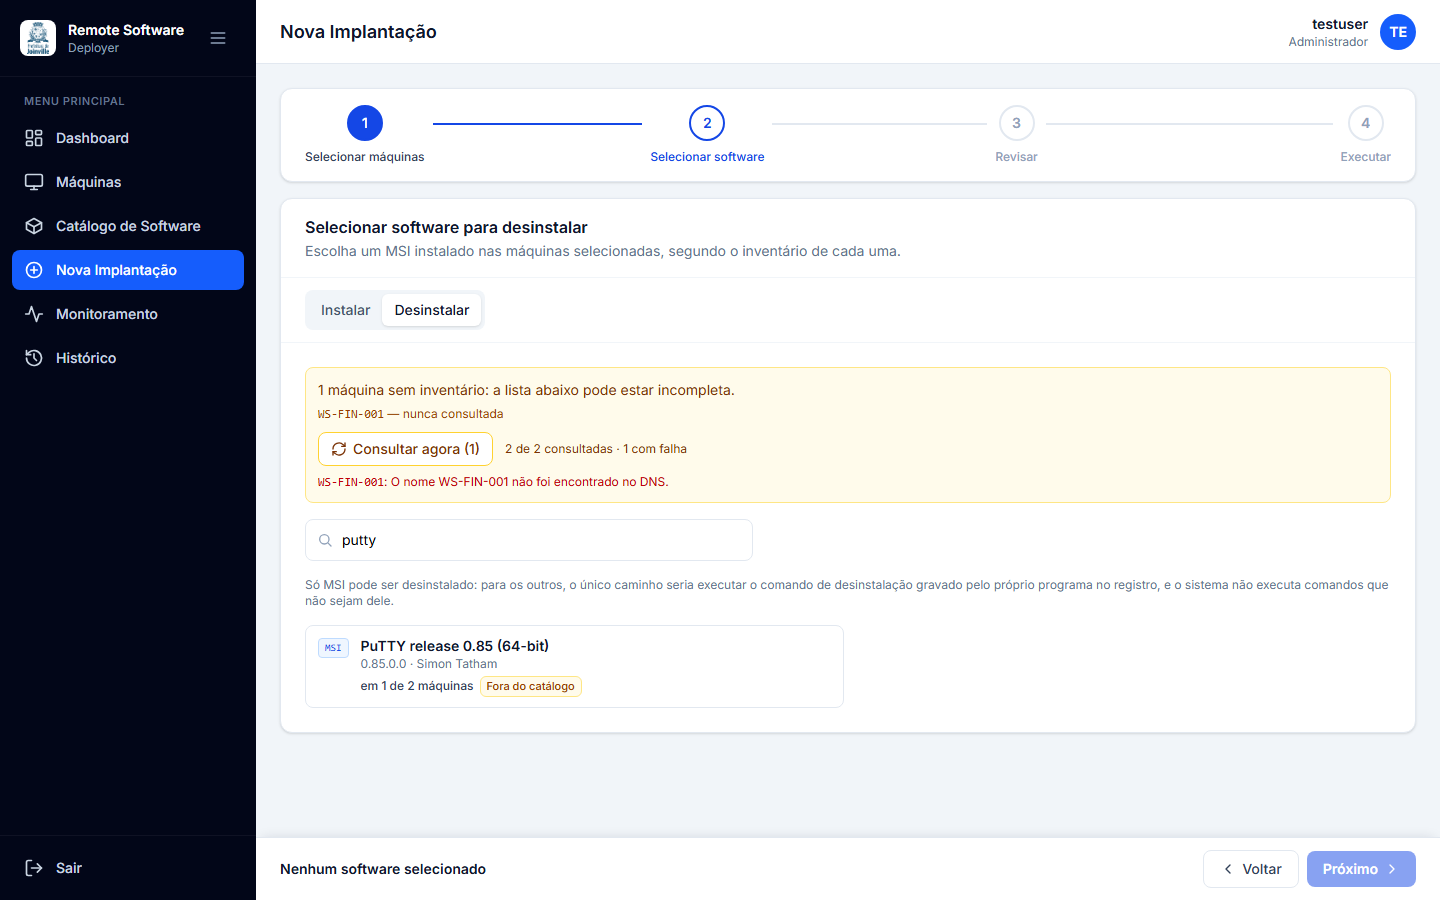 Remote Software
Deployer
MENU PRINCIPAL
Dashboard
Máquinas
Catálogo de Software
Nova Implantação
Monitoramento
Histórico
Sair
Nova Implantação
testuser
Administrador
TE
1
Selecionar máquinas
2
Selecionar software
3
Revisar
4
Executar
Selecionar software para desinstalar
Escolha um MSI instalado nas máquinas selecionadas, segundo o inventário de cada uma.
Instalar
Desinstalar
1 máquina sem inventário: a lista abaixo pode estar incompleta.
WS-FIN-001 — nunca consultada
Consultar agora (1)
2 de 2 consultadas · 1 com falha
WS-FIN-001: O nome WS-FIN-001 não foi encontrado no DNS.
putty
Só MSI pode ser desinstalado: para os outros, o único caminho seria executar o comando de desinstalação gravado pelo próprio programa no registro, e o sistema não executa comandos que
não sejam dele.
MSI
PuTTY release 0.85 (64-bit)
0.85.0.0 · Simon Tatham
em 1 de 2 máquinas
Fora do catálogo
Nenhum software selecionado
Voltar
Próximo